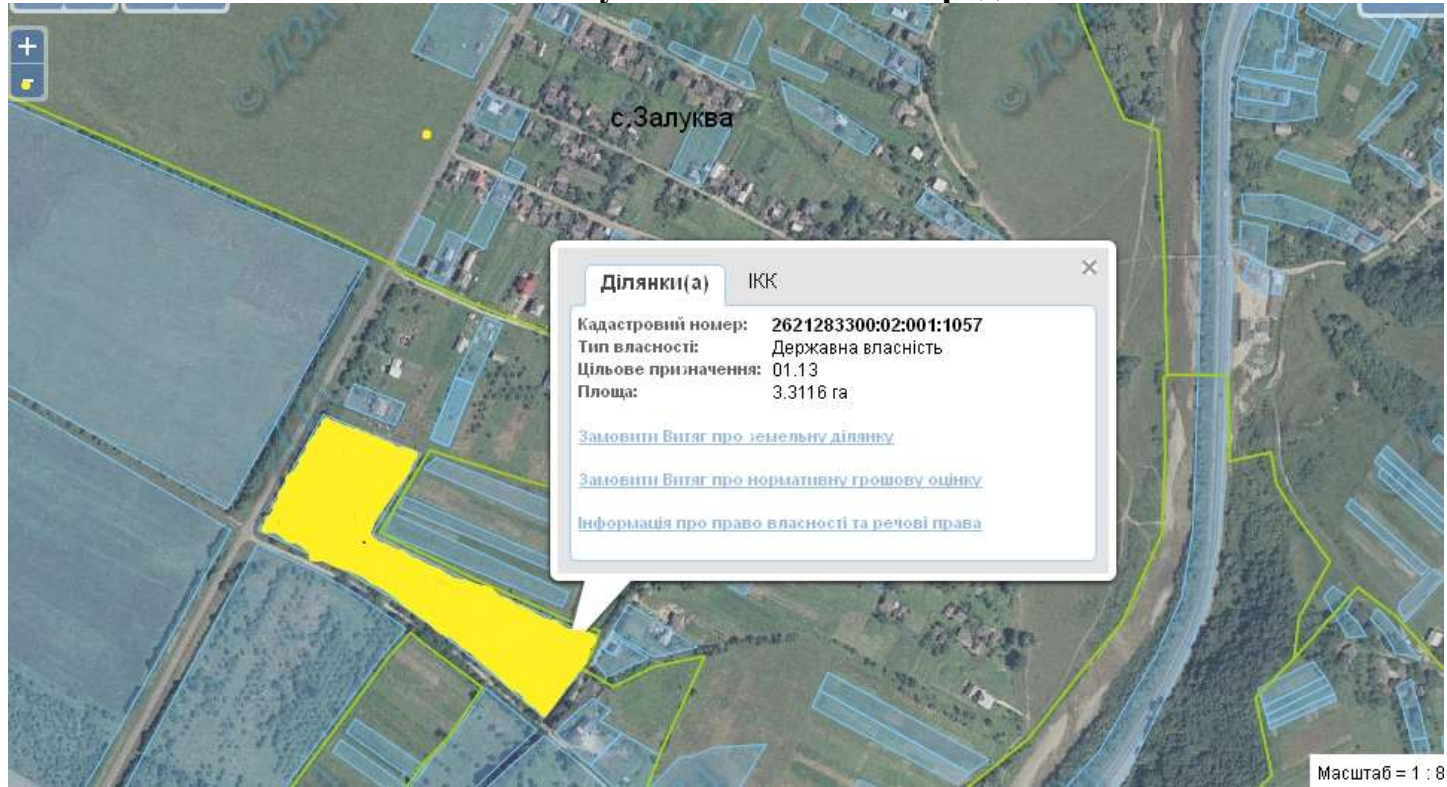 © ДЗА
© ДЗА
с.Залуква
Ділянки(а) ІКК
Кадастровий номер: 2621283300:02:001:1057
Тип власності: Державна власність
Цільове призначення: 01.13
Площа: 3.3116 га
Замовити Витяг про земельну ділянку
Замовити Витяг про нормативну грошову оцінку
Інформація про право власності та речові права
Масштаб = 1 : 8